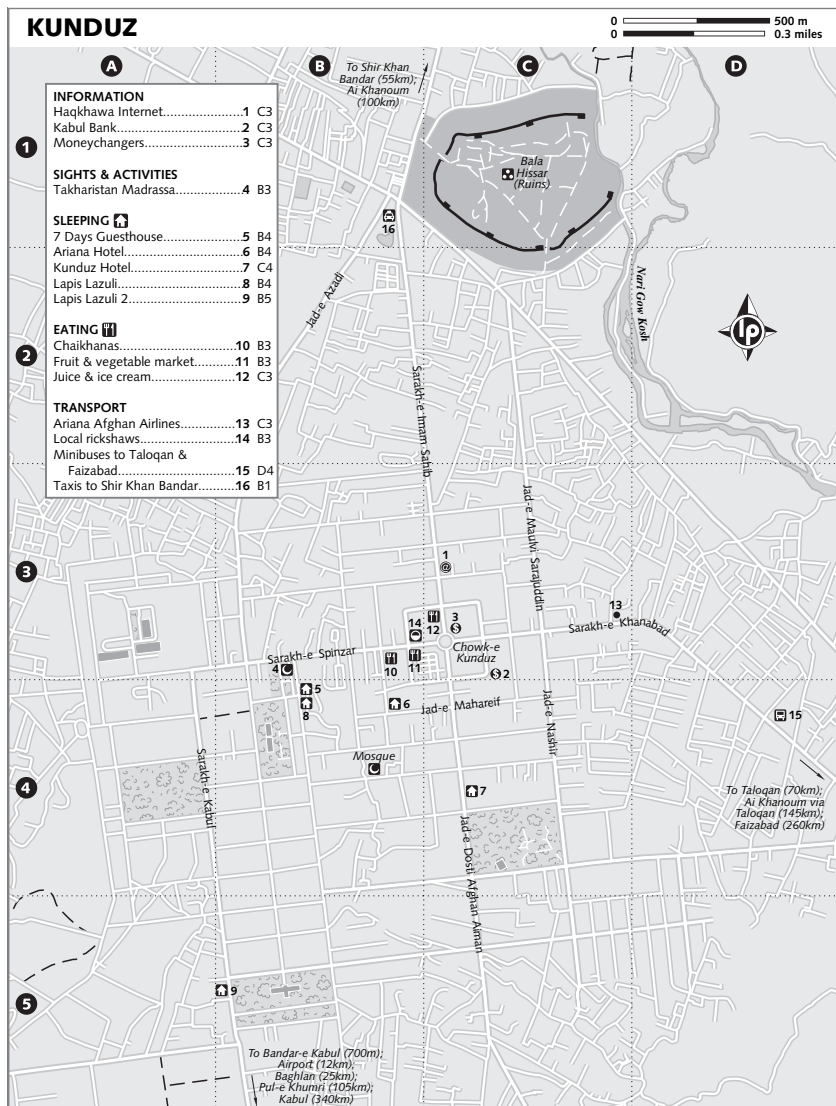 KUNDUZ
0 500 m
0 0.3 miles
A
B
C
D
1
2
3
4
5
INFORMATION
Haqkhawa Internet.......................1 C3
Kabul Bank...................................2 C3
Moneychangers............................3 C3
SIGHTS & ACTIVITIES
Takharistan Madrassa....................4 B3
SLEEPING
7 Days Guesthouse.......................5 B4
Ariana Hotel..................................6 B4
Kunduz Hotel................................7 C4
Lapis Lazuli...................................8 B4
Lapis Lazuli 2................................9 B5
EATING
Chaikhanas.................................10 B3
Fruit & vegetable market.............11 B3
Juice & ice cream........................12 C3
TRANSPORT
Ariana Afghan Airlines.................13 C3
Local rickshaws...........................14 B3
Minibuses to Taloqan &
Faizabad..................................15 D4
Taxis to Shir Khan Bandar...........16 B1
To Shir Khan
Bandar (55km);
Ai Khanoum
(100km)
Bala
Hissar
(Ruins)
16
Jad-e Azadi
Nari Gow Kosh
lp
Sarakh-e Imam Sahib
Jad-e Maulvi Sarajuddin
1
@
13
14
12
3
$
Sarakh-e Khanabad
Chowk-e
Kunduz
Sarakh-e Spinzar
4
10
11
$
2
5
8
6
Jad-e Mahareif
Jad-e Nashir
15
Sarakh-e Kabul
Mosque
7
To Taloqan (70km);
Ai Khanoum via
Taloqan (145km);
Faizabad (260km)
Jad-e Dosti Afghan Aiman
9
To Bandar-e Kabul (700m);
Airport (12km);
Baghlan (25km);
Pul-e Khumri (105km);
Kabul (340km)